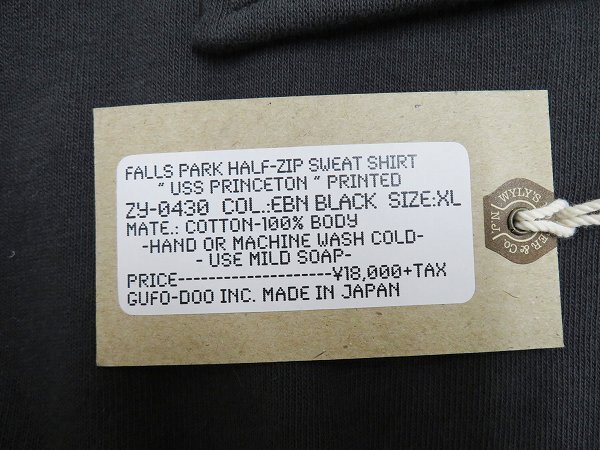 FALLS PARK HALF-ZIP SWEAT SHIRT
" USS PRINCETON " PRINTED
ZY-0430 COL.:EBN BLACK SIZE:XL
MATE.: COTTON-100% BODY
-HAND OR MACHINE WASH COLD-
- USE MILD SOAP-
PRICE---------------------¥18,000+TAX
GUFO-DOO INC. MADE IN JAPAN
WYLY'S
& CO.
J'P'N